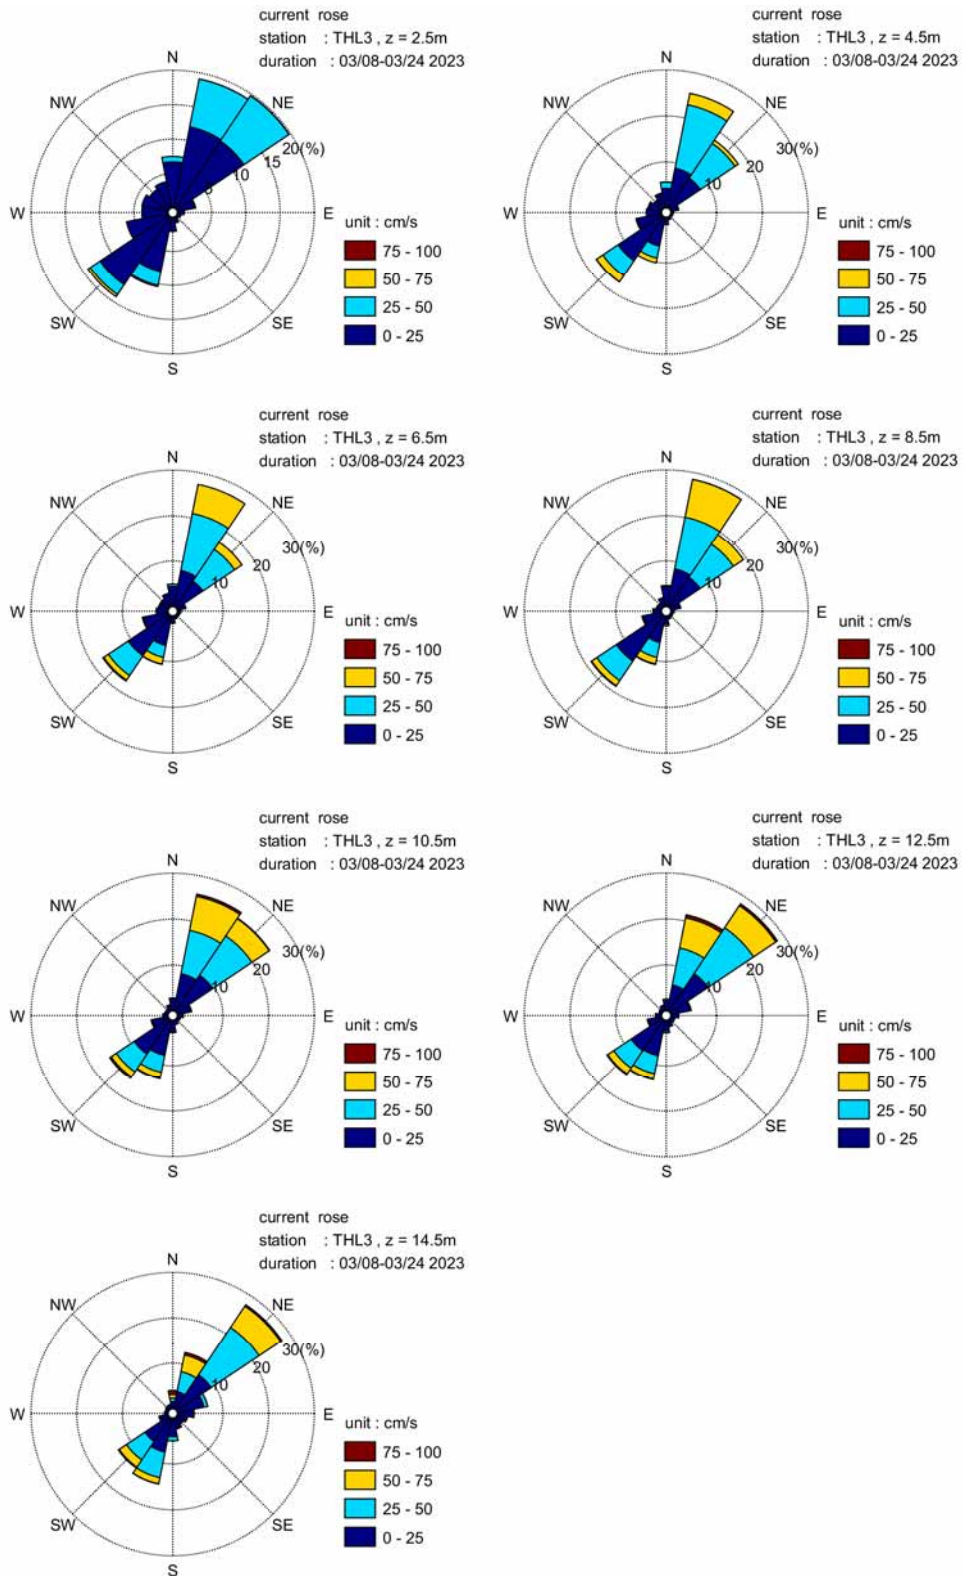 current rose
station : THL3 , z = 2.5m
duration : 03/08-03/24 2023
N
NW
NE
20(%)
15
10
5
W
E
SW
SE
S
unit : cm/s
75 - 100
50 - 75
25 - 50
0 - 25
current rose
station : THL3 , z = 4.5m
duration : 03/08-03/24 2023
N
NW
NE
30(%)
20
10
W
E
SW
SE
S
unit : cm/s
75 - 100
50 - 75
25 - 50
0 - 25
current rose
station : THL3 , z = 6.5m
duration : 03/08-03/24 2023
N
NW
NE
30(%)
20
10
W
E
SW
SE
S
unit : cm/s
75 - 100
50 - 75
25 - 50
0 - 25
current rose
station : THL3 , z = 8.5m
duration : 03/08-03/24 2023
N
NW
NE
30(%)
20
10
W
E
SW
SE
S
unit : cm/s
75 - 100
50 - 75
25 - 50
0 - 25
current rose
station : THL3 , z = 10.5m
duration : 03/08-03/24 2023
N
NW
NE
30(%)
20
10
W
E
SW
SE
S
unit : cm/s
75 - 100
50 - 75
25 - 50
0 - 25
current rose
station : THL3 , z = 12.5m
duration : 03/08-03/24 2023
N
NW
NE
30(%)
20
10
W
E
SW
SE
S
unit : cm/s
75 - 100
50 - 75
25 - 50
0 - 25
current rose
station : THL3 , z = 14.5m
duration : 03/08-03/24 2023
N
NW
NE
30(%)
20
10
W
E
SW
SE
S
unit : cm/s
75 - 100
50 - 75
25 - 50
0 - 25